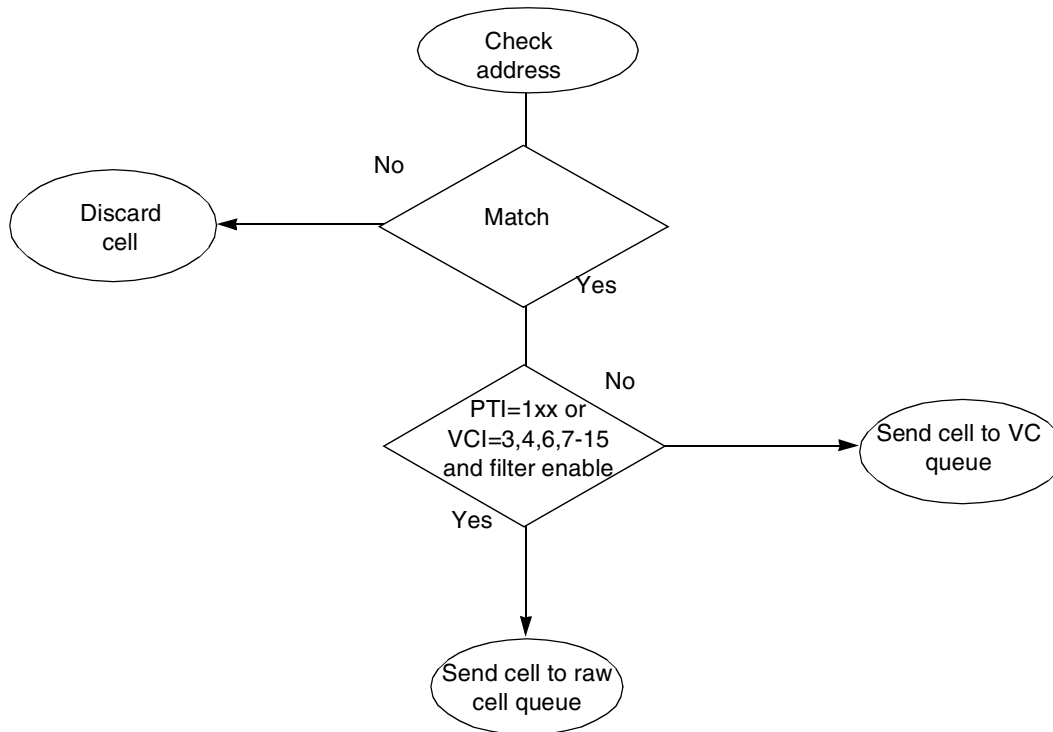 Check
address
No
Match
Discard
cell
Yes
No
PTI=1xx or
VCI=3,4,6,7-15
and filter enable
Send cell to VC
queue
Yes
Send cell to raw
cell queue